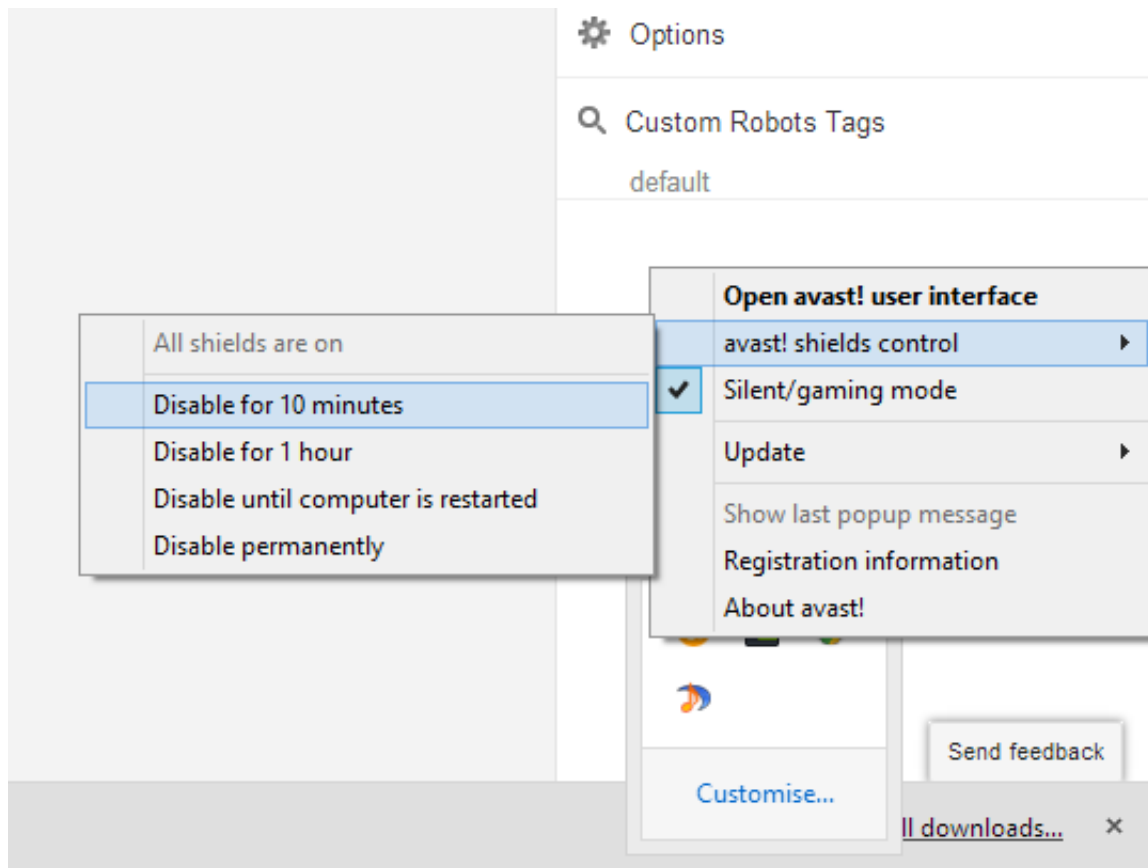 Options
Custom Robots Tags
default
Open avast! user interface
avast! shields control
Silent/gaming mode
Update
Show last popup message
Registration information
About avast!
All shields are on
Disable for 10 minutes
Disable for 1 hour
Disable until computer is restarted
Disable permanently
Send feedback
Customise...
ll downloads...